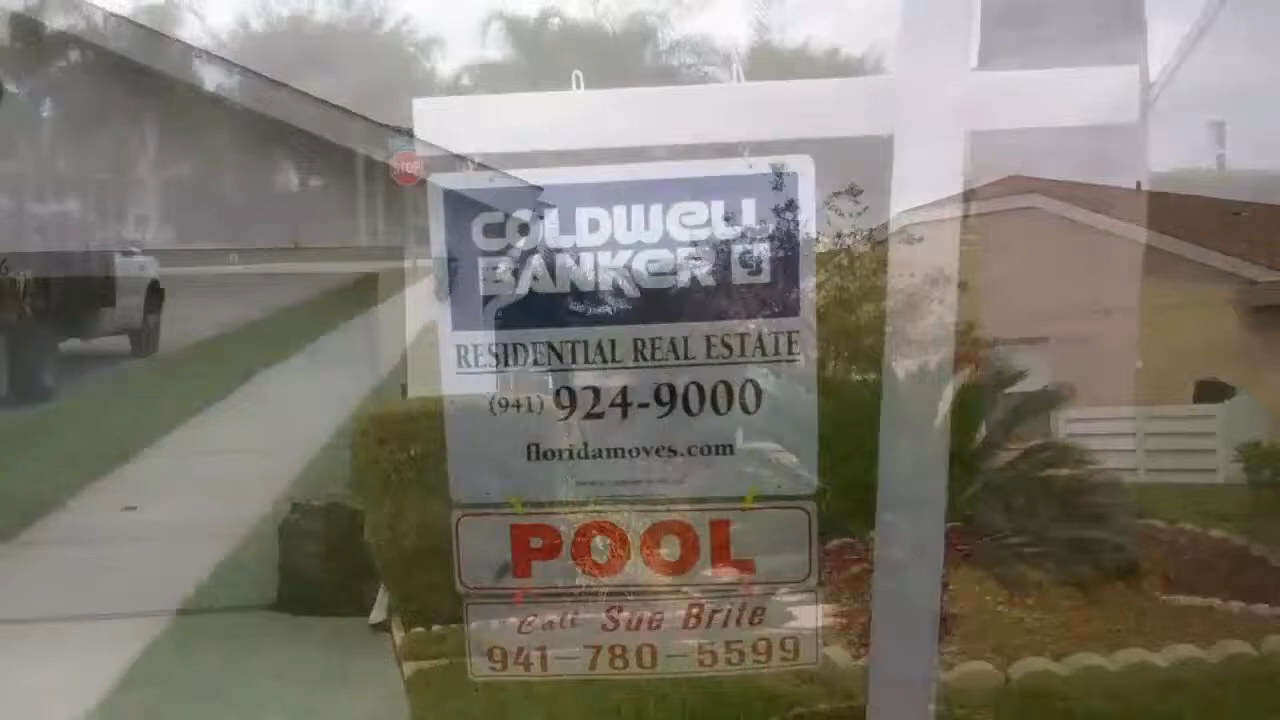 STOP
COLDWELL
BANKER
RESIDENTIAL REAL ESTATE
(941) 924-9000
floridamoves.com
POOL
Call Sue Brite
941-780-5599